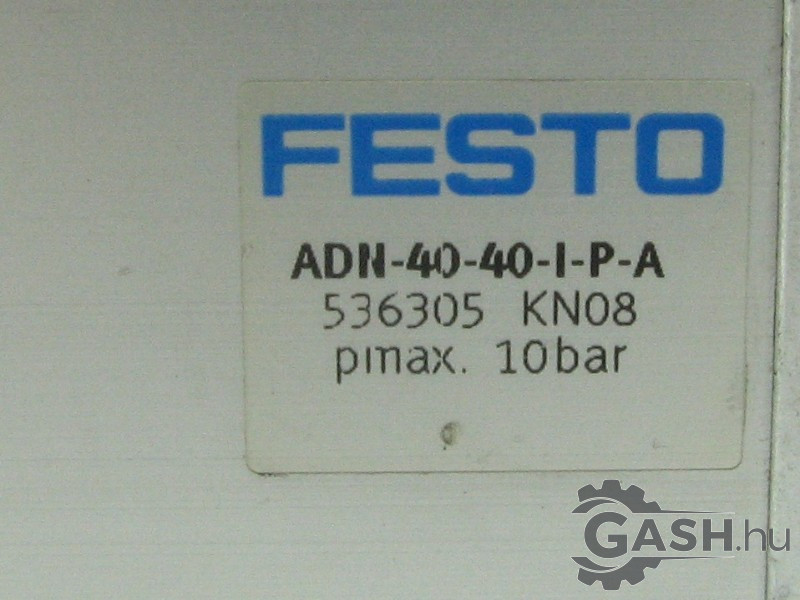 FESTO
ADN-40-40-I-P-A
536305 KN08
pmax. 10bar
GASH.hu